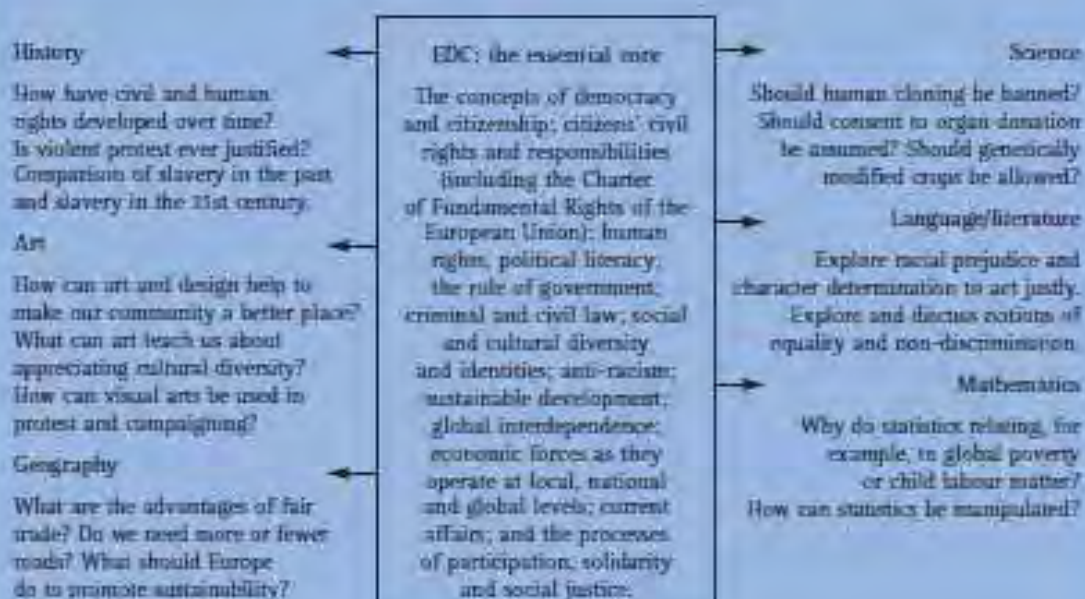 History
How have civil and human
rights developed over time?
Is violent protest ever justified?
Comparison of slavery in the past
and slavery in the 21st century.
Art
How can art and design help to
make our community a better place?
What can art teach us about
appreciating cultural diversity?
How can visual arts be used in
protest and campaigning?
Geography
What are the advantages of fair
trade? Do we need more or fewer
roads? What should Europe
do to promote sustainability?
EDC: the essential core
The concepts of democracy
and citizenship; citizens' civil
rights and responsibilities
(including the Charter
of Fundamental Rights of the
European Union); human
rights, political literacy;
the rule of government;
criminal and civil law; social
and cultural diversity
and identities; anti-racism;
sustainable development;
global interdependence;
economic forces as they
operate at local, national
and global levels; current
affairs; and the processes
of participation, solidarity
and social justice;
Science
Should human cloning be banned?
Should consent to organ donation
be assumed? Should genetically
modified crops be allowed?
Language/literature
Explore racial prejudice and
character determination to act justly.
Explore and discuss notions of
equality and non-discrimination.
Mathematics
Why do statistics relating, for
example, to global poverty
or child labour matter?
How can statistics be manipulated?